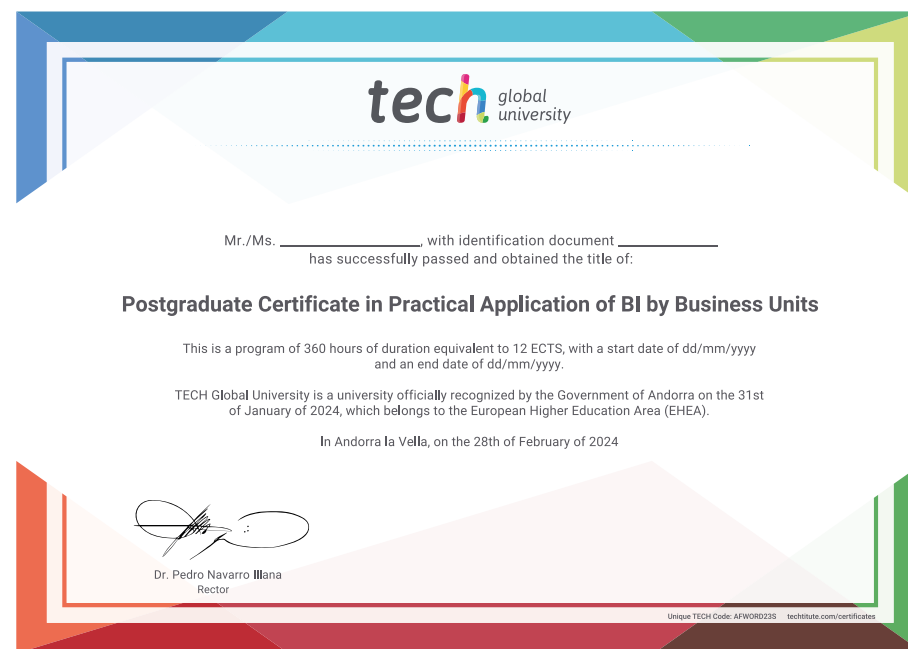 tech global
university
Mr./Ms. ____________________, with identification document ______________
has successfully passed and obtained the title of:
Postgraduate Certificate in Practical Application of BI by Business Units
This is a program of 360 hours of duration equivalent to 12 ECTS, with a start date of dd/mm/yyyy
and an end date of dd/mm/yyyy.
TECH Global University is a university officially recognized by the Government of Andorra on the 31st
of January of 2024, which belongs to the European Higher Education Area (EHEA).
In Andorra la Vella, on the 28th of February of 2024
Dr. Pedro Navarro Illana
Rector
Unique TECH Code: AFWORD23S techtitute.com/certificates